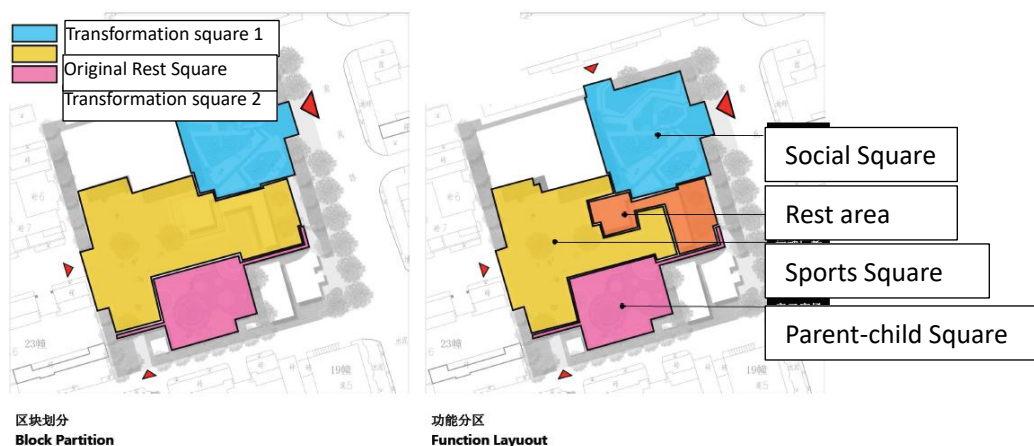 Transformation square 1
Original Rest Square
Transformation square 2
Social Square
Rest area
Sports Square
Parent-child Square
23幢
19幢
23幢
19幢
区块划分
Block Partition
功能分区
Function Layuout